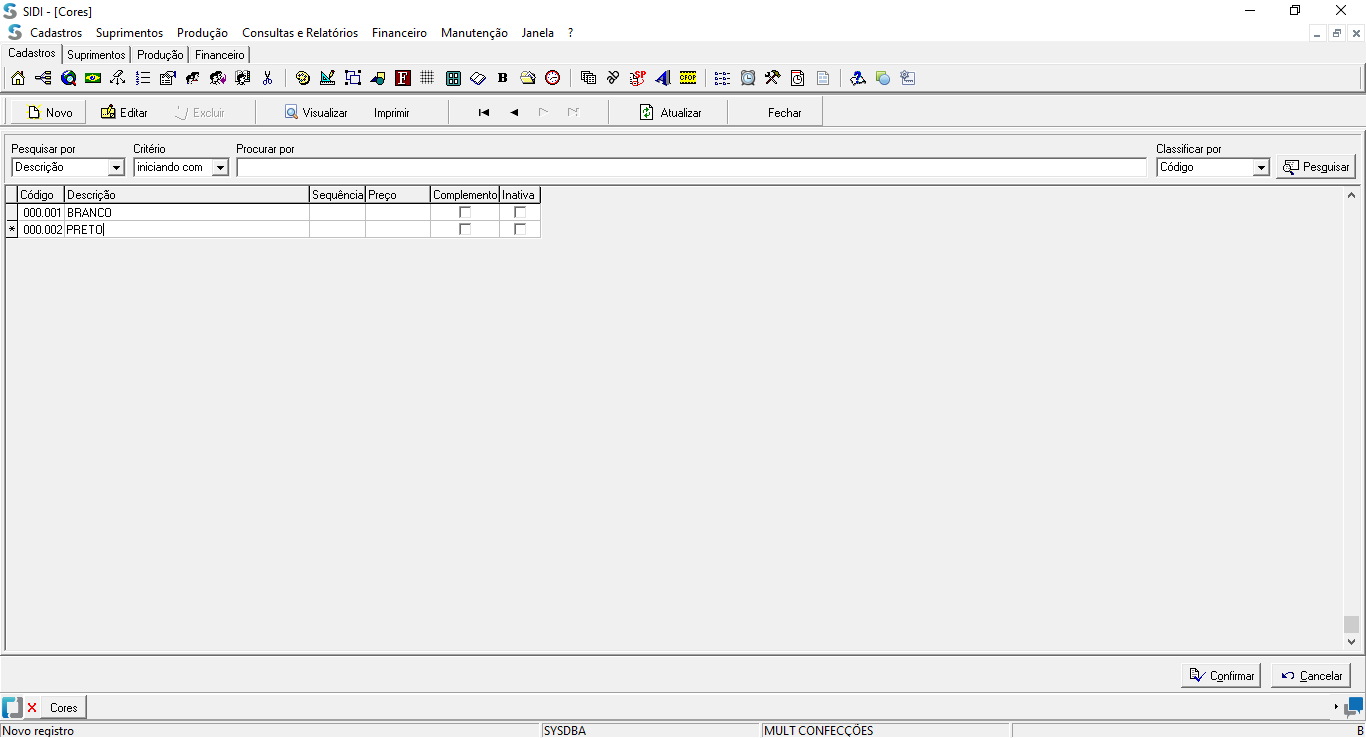 SIDI - [Cores]
Cadastros Suprimentos Produção Consultas e Relatórios Financeiro Manutenção Janela ?
Cadastros Suprimentos Produção Financeiro
F B SP CFOP
Novo Editar Excluir Visualizar Imprimir Atualizar Fechar
Pesquisar por Critério Procurar por Classificar por
Descrição iniciando com Código Pesquisar
Código Descrição Sequência Preço Complemento Inativa
000.001 BRANCO
* 000.002 PRETO
Confirmar Cancelar
Cores
Novo registro SYSDBA MULT CONFECÇÕES B